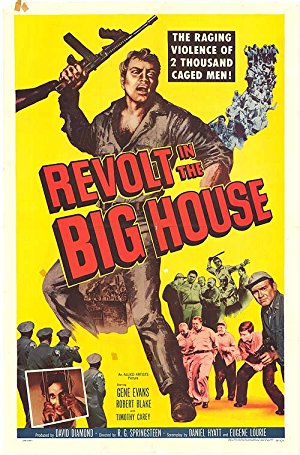 THE RAGING
VIOLENCE OF
2 THOUSAND
CAGED MEN!
REVOLT IN
THE
BIG HOUSE
AN ALLIED ARTISTS
Picture
Starring
GENE EVANS
ROBERT BLAKE
AND
TIMOTHY CAREY
Produced by DAVID DIAMOND Directed by R. G. SPRINGSTEEN Screenplay by DANIEL HYATT and EUGENE LOURIE